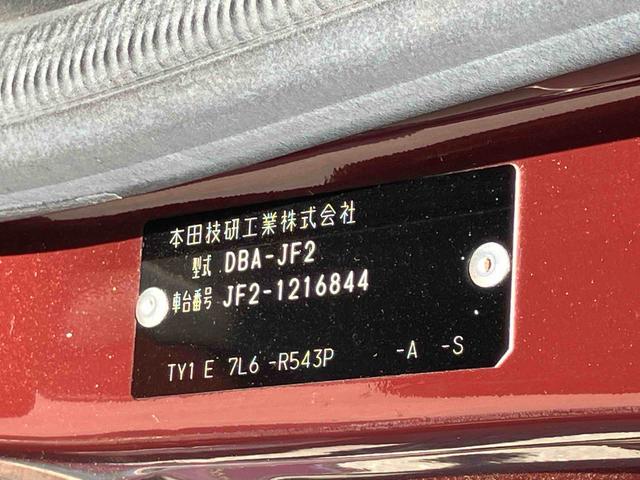 本田技研工業株式会社
型式 DBA-JF2
車台番号 JF2-1216844
TY1 E 7L6 -R543P -A -S